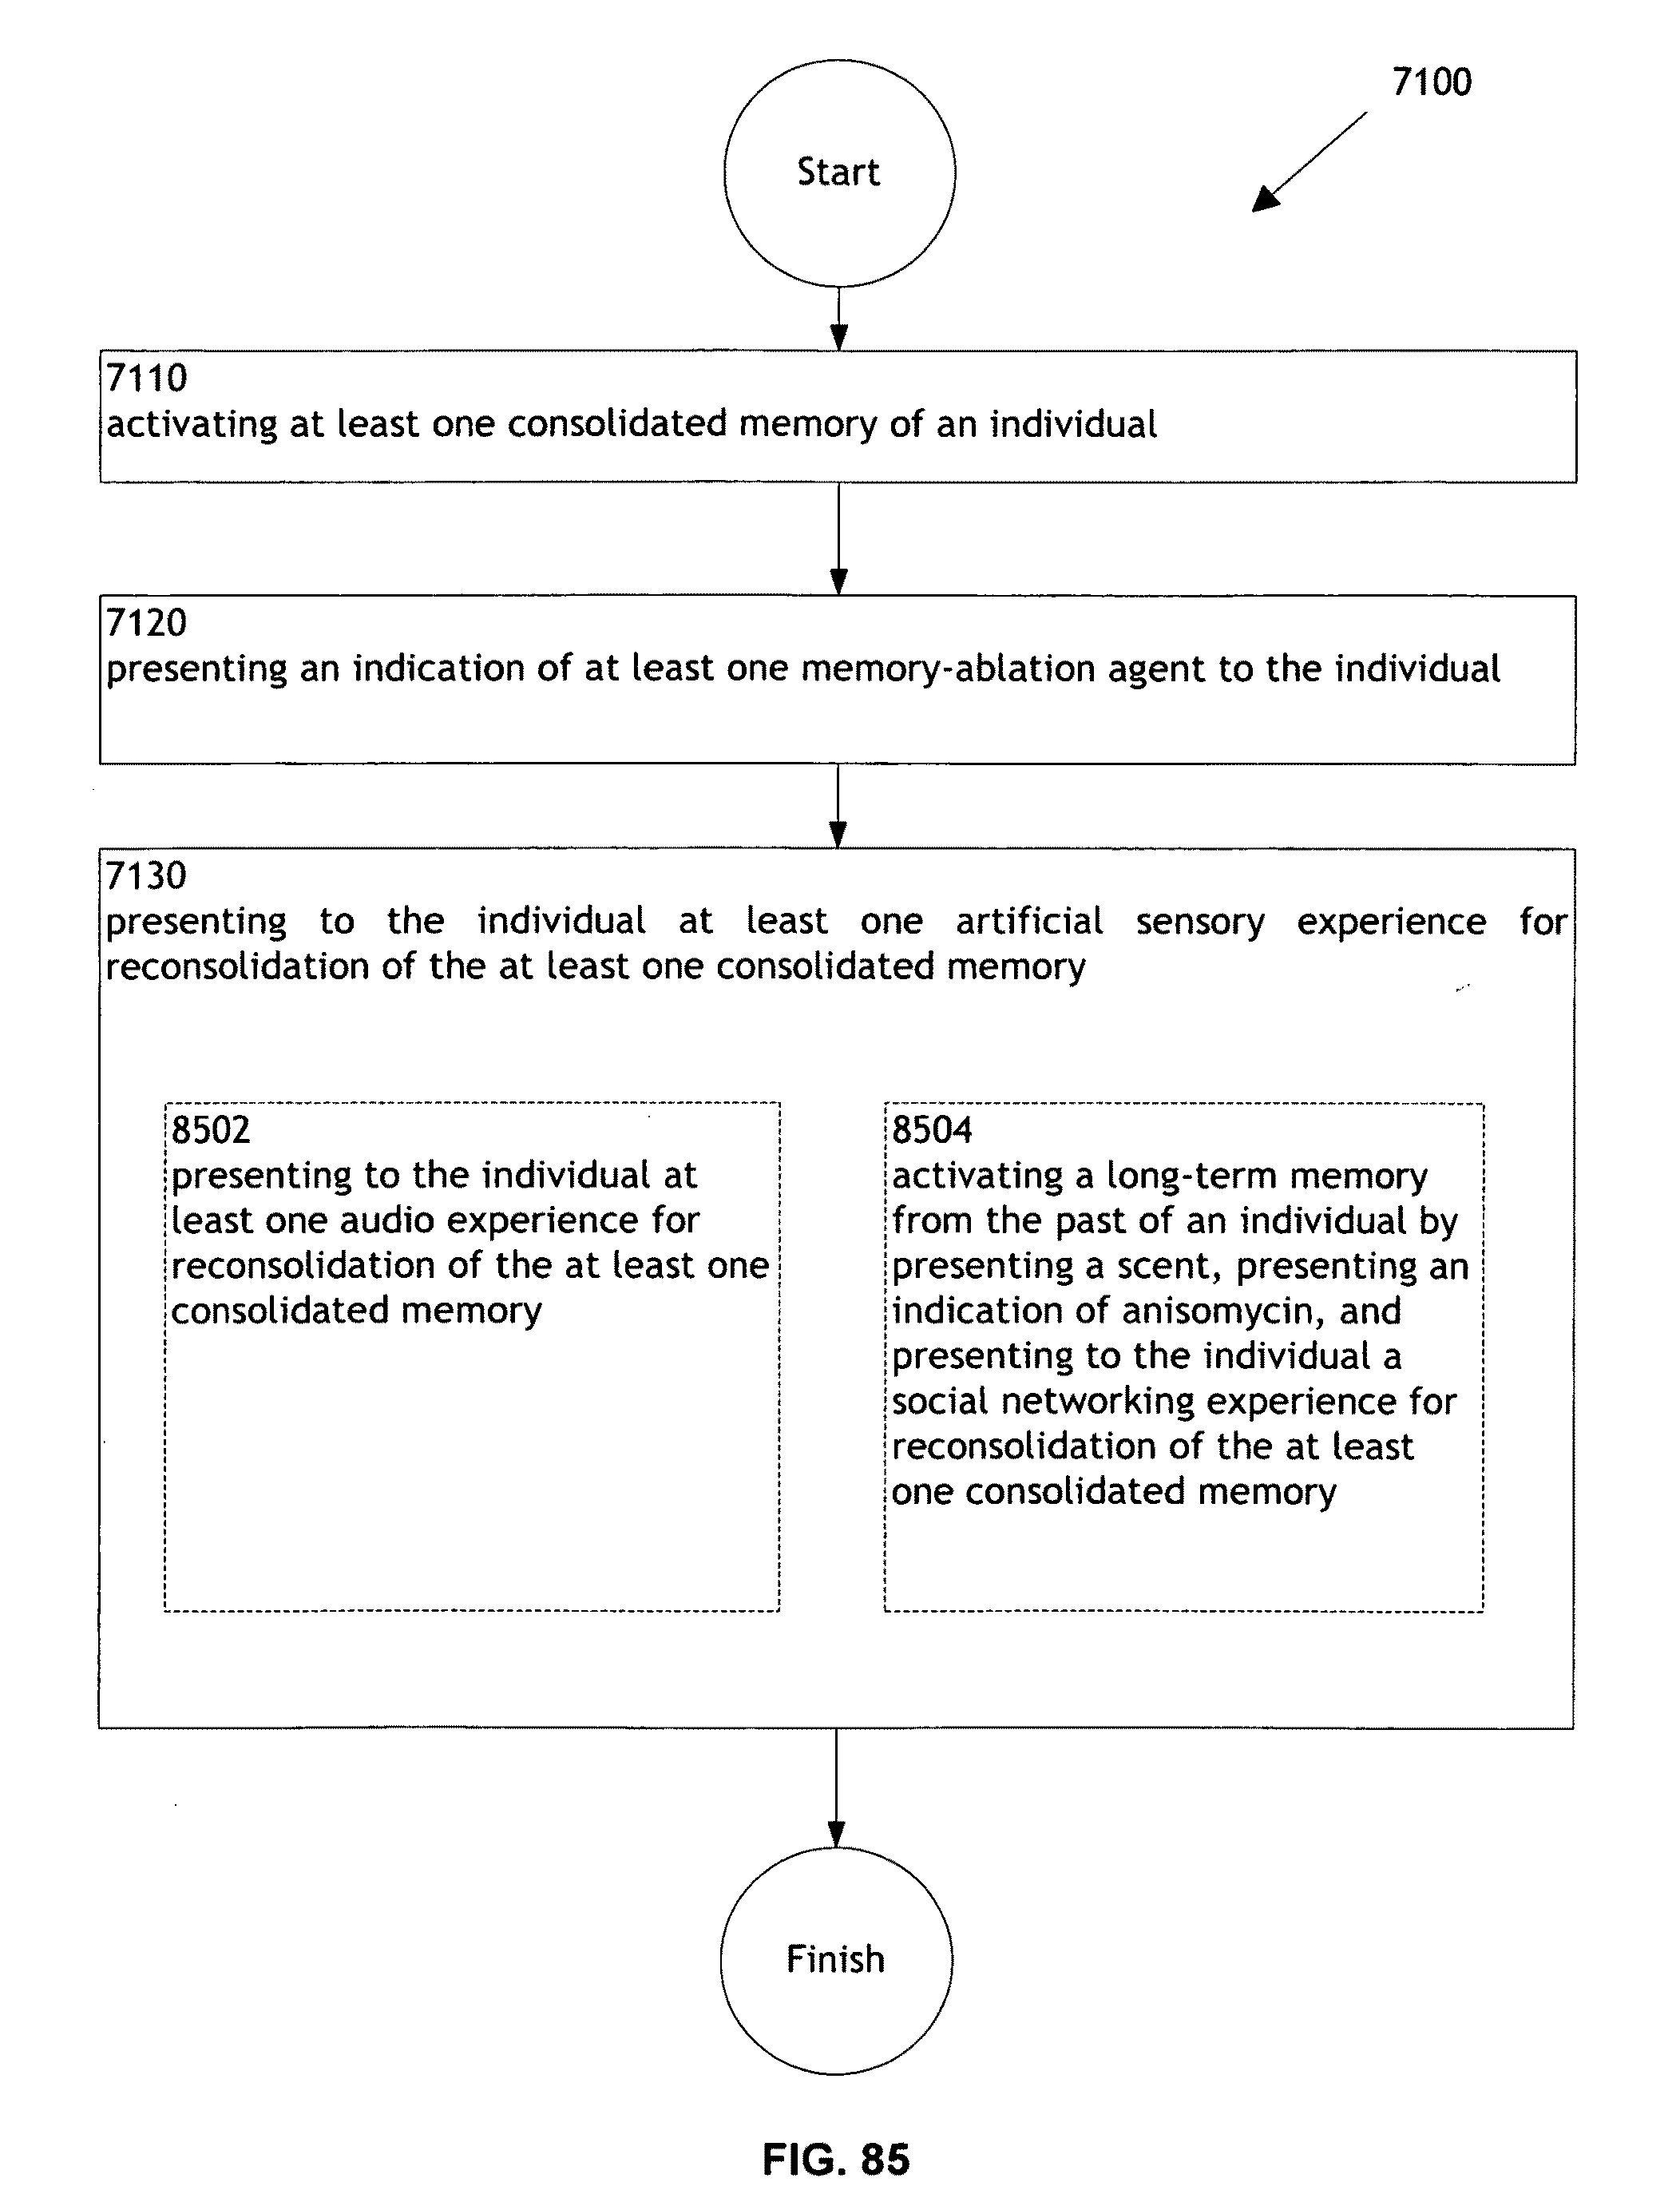 7100
Start
7110
activating at least one consolidated memory of an individual
7120
presenting an indication of at least one memory-ablation agent to the individual
7130
presenting to the individual at least one artificial sensory experience for
reconsolidation of the at least one consolidated memory
8502
presenting to the individual at
least one audio experience for
reconsolidation of the at least one
consolidated memory
8504
activating a long-term memory
from the past of an individual by
presenting a scent, presenting an
indication of anisomycin, and
presenting to the individual a
social networking experience for
reconsolidation of the at least
one consolidated memory
Finish
FIG. 85